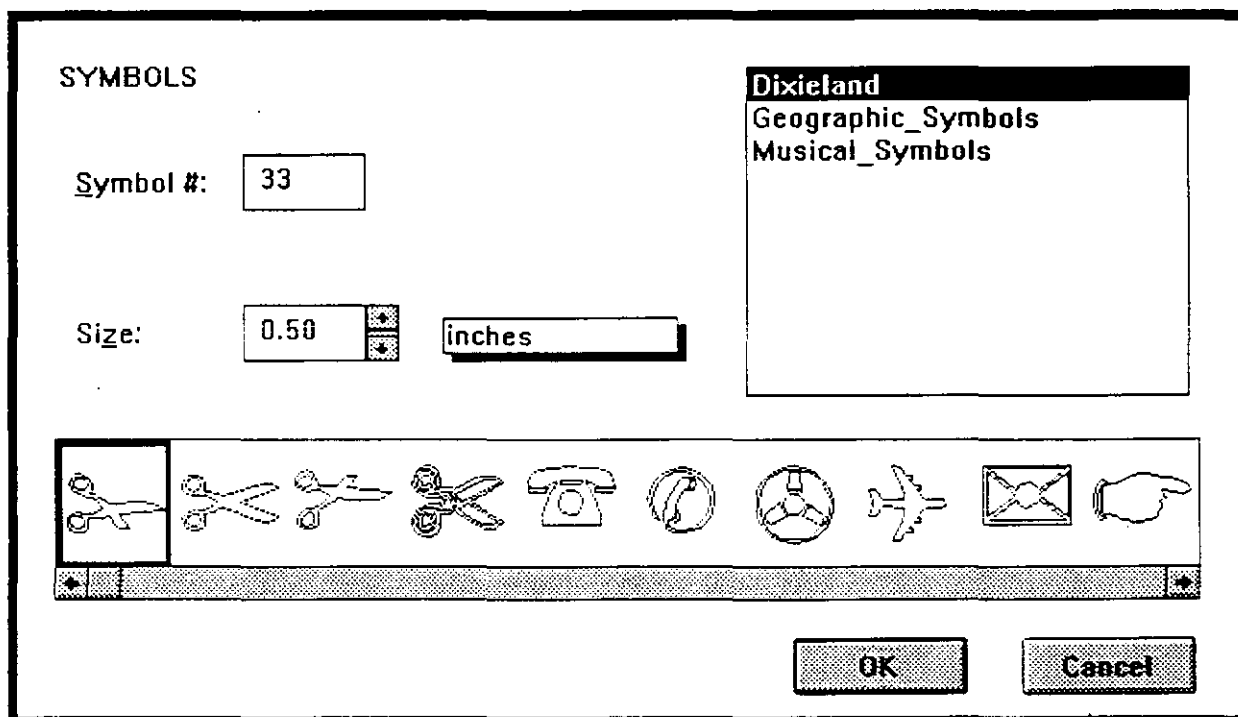 SYMBOLS
Symbol #: 33
Size: 0.50 inches
Dixieland
Geographic_Symbols
Musical_Symbols
OK Cancel